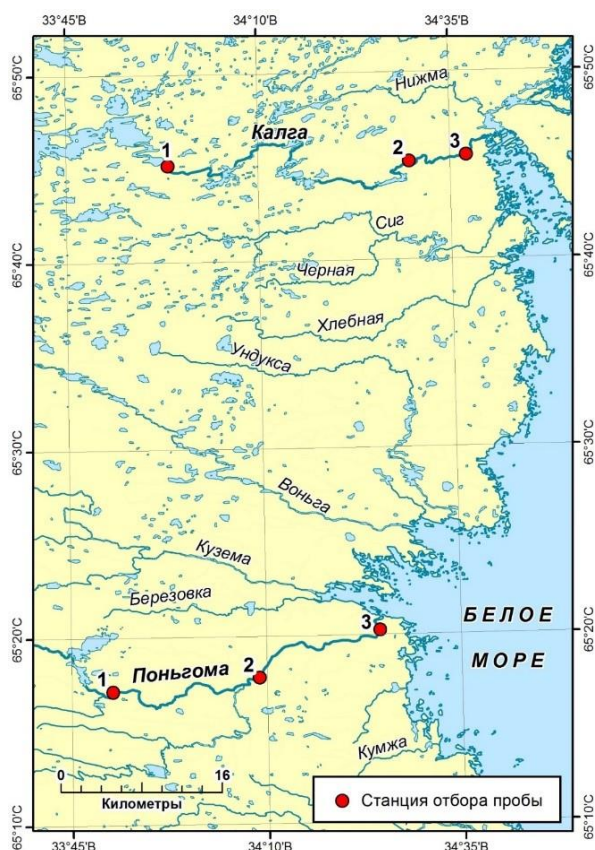 33°45'В 34°10'В 34°35'В
65°50'С 65°50'С
Нижма
Калга
1 2 3
Сиг
65°40'С 65°40'С
Черная
Хлебная
Ундукса
65°30'С 65°30'С
Воньга
Кузема
Березовка
БЕЛОЕ
3
65°20'С 65°20'С
МОРЕ
Поньгома
1 2
Кумжа
0 16
Километры
Станция отбора пробы
65°10'С 65°10'С
33°45'В 34°10'В 34°35'В